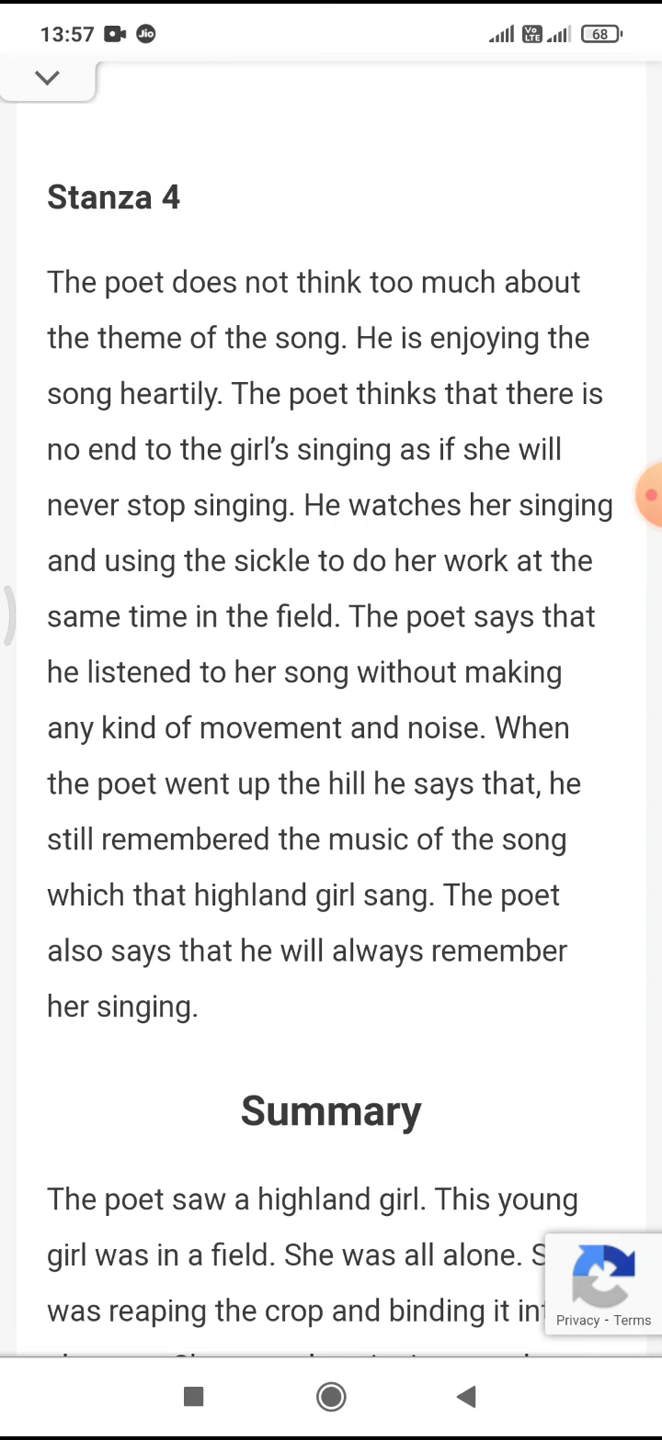 13:57
Jio
Vo
LTE
68
Stanza 4
The poet does not think too much about
the theme of the song. He is enjoying the
song heartily. The poet thinks that there is
no end to the girl's singing as if she will
never stop singing. He watches her singing
and using the sickle to do her work at the
same time in the field. The poet says that
he listened to her song without making
any kind of movement and noise. When
the poet went up the hill he says that, he
still remembered the music of the song
which that highland girl sang. The poet
also says that he will always remember
her singing.
Summary
The poet saw a highland girl. This young
girl was in a field. She was all alone.
was reaping the crop and binding it
Privacy - Terms